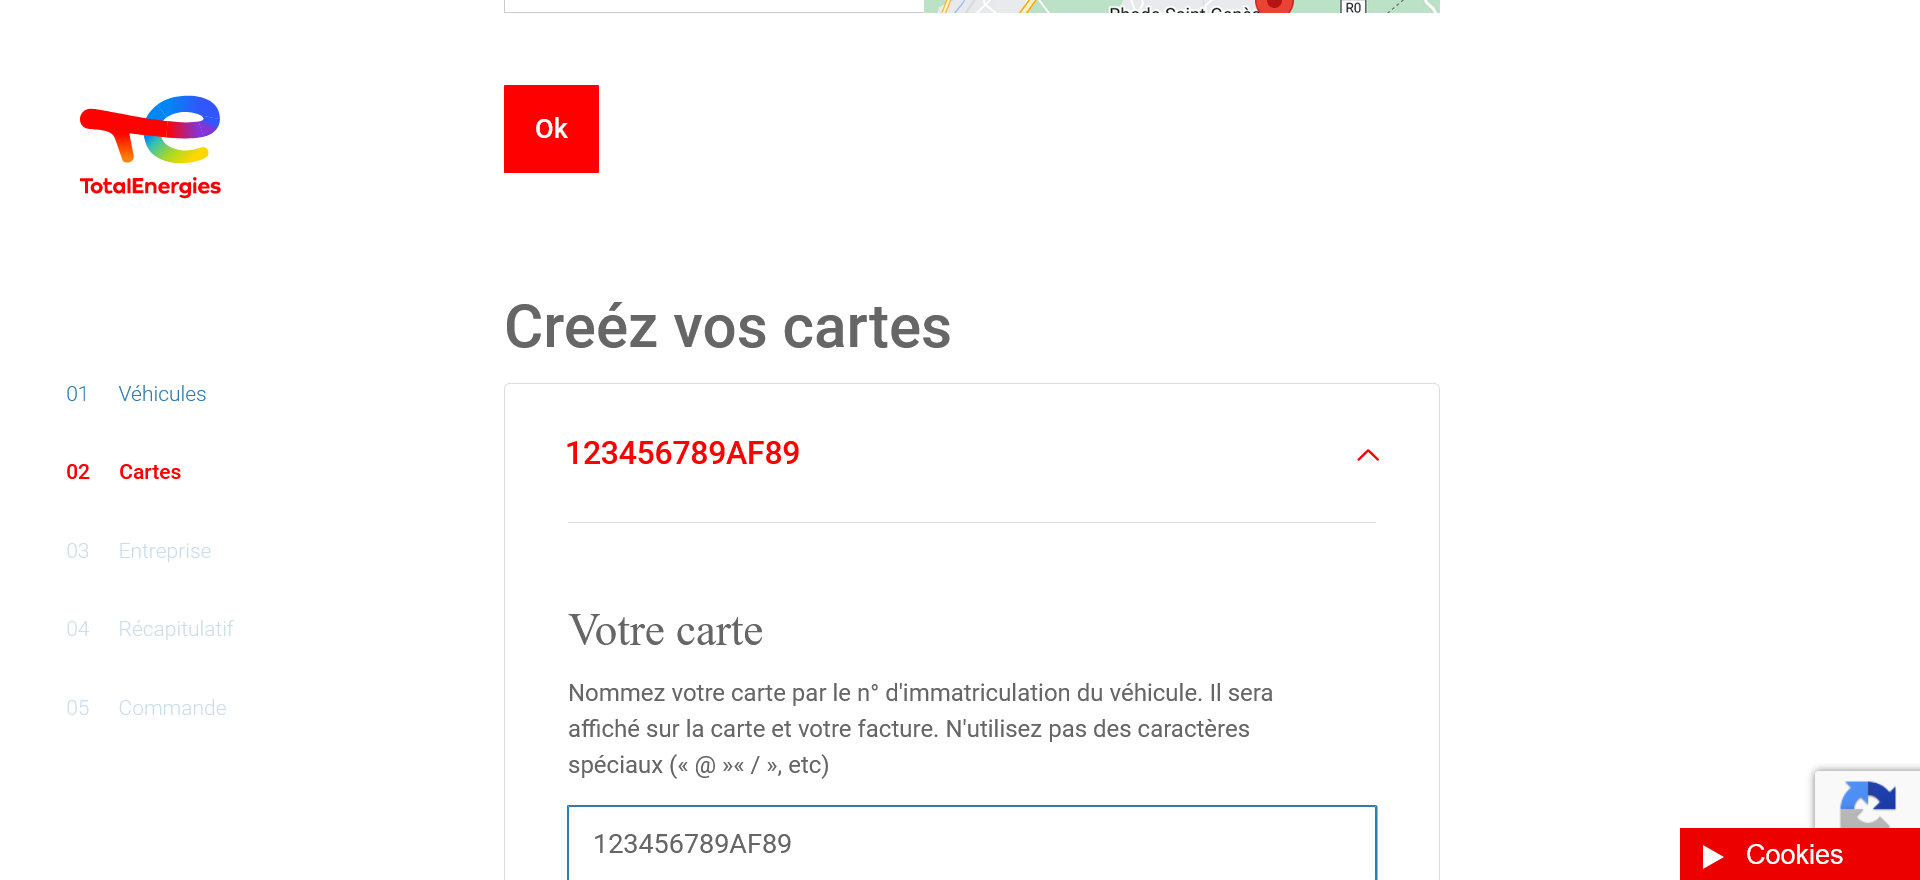 R0
Ok
TotalEnergies
Creéz vos cartes
01 Véhicules
02 Cartes
03 Entreprise
04 Récapitulatif
05 Commande
123456789AF89
Votre carte
Nommez votre carte par le n° d'immatriculation du véhicule. Il sera
affiché sur la carte et votre facture. N'utilisez pas des caractères
spéciaux (« @ »« / », etc)
123456789AF89
Cookies